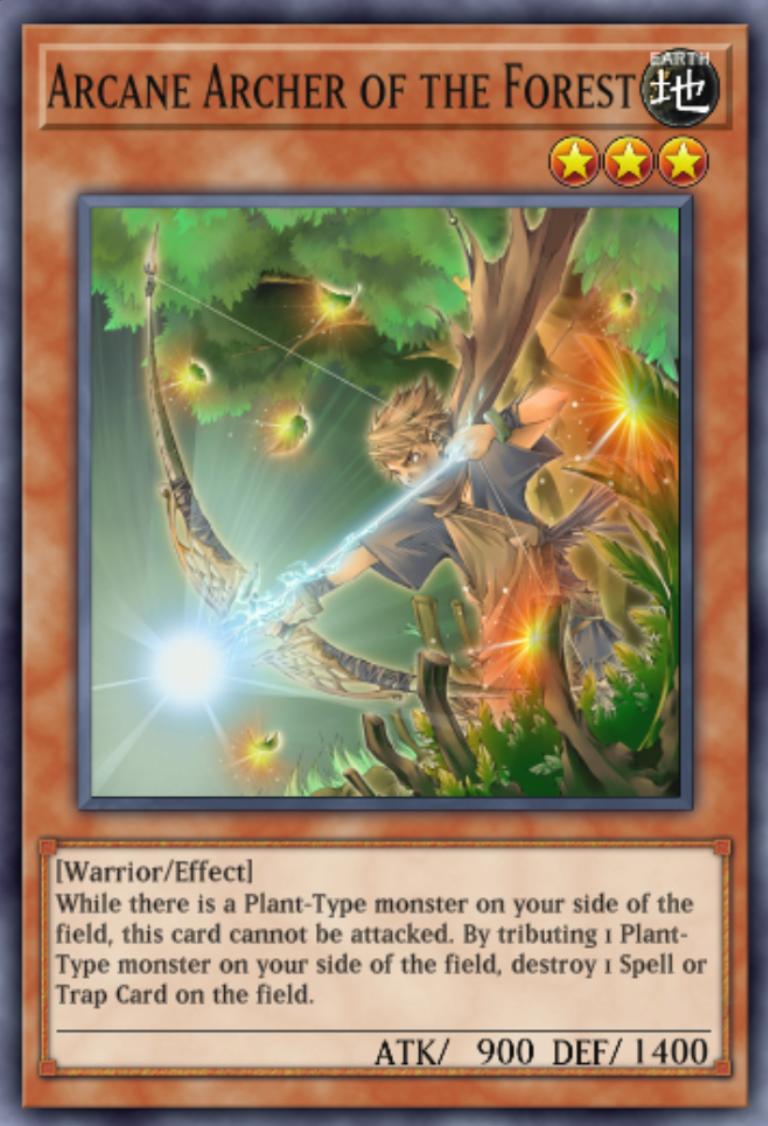 ARCANE ARCHER OF THE FOREST
EARTH
地
[Warrior/Effect]
While there is a Plant-Type monster on your side of the
field, this card cannot be attacked. By tributing 1 Plant-
Type monster on your side of the field, destroy 1 Spell or
Trap Card on the field.
ATK/ 900 DEF/ 1400